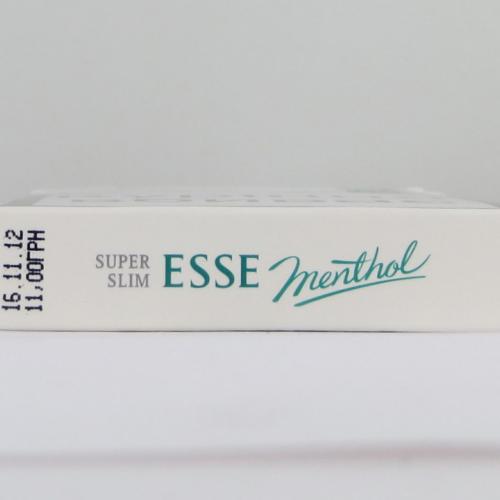 16.11.12
11,00ГРН
SUPER
SLIM
ESSE
menthol